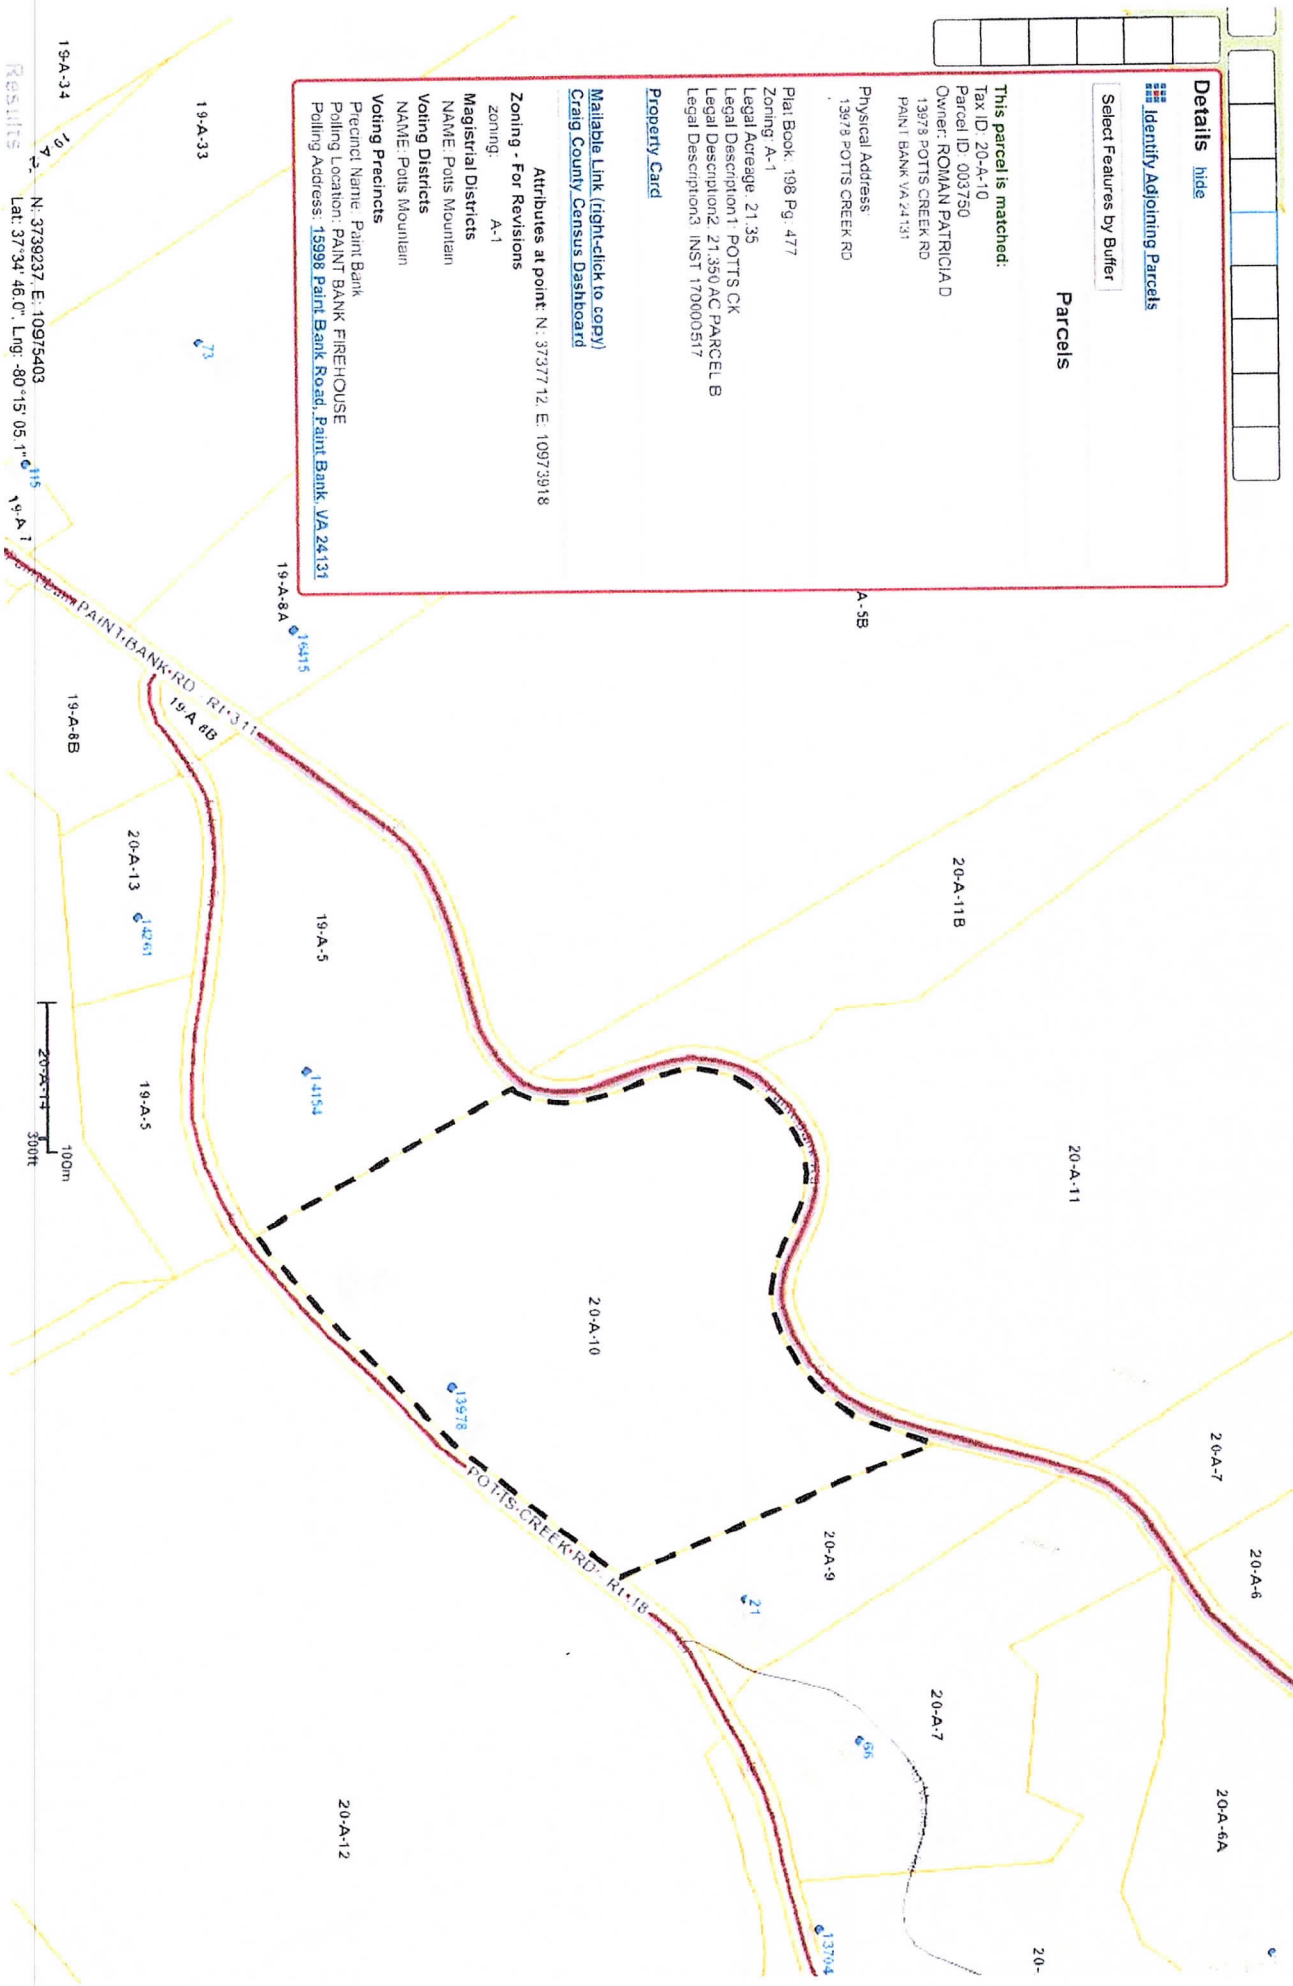 Details hide
Identify Adjoining Parcels
Select Features by Buffer
Parcels
This parcel is matched:
Tax ID: 20-A-10
Parcel ID: 003750
Owner: ROMAN PATRICIA D
13978 POTTS CREEK RD
PAINT BANK VA 24131
Physical Address:
13978 POTTS CREEK RD
Plat Book: 198 Pg: 477
Zoning: A-1
Legal Acreage: 21.35
Legal Description1: POTTS CK
Legal Description2: 21.350 AC PARCEL B
Legal Description3: INST 170000517
Property Card
Mailable Link (right-click to copy)
Craig County Census Dashboard
Attributes at point: N: 3737712, E: 10973918
Zoning - For Revisions
zoning: A-1
Magistrial Districts
NAME: Potts Mountain
Voting Districts
NAME: Potts Mountain
Voting Precincts
Precinct Name: Paint Bank
Polling Location: PAINT BANK FIREHOUSE
Polling Address: 15998 Paint Bank Road, Paint Bank, VA 24131
A-5B
20-A-11B
20-A-11
20-A-7
20-A-6
20-A-6A
20-A-9
21
20-A-7
66
20-
13704
20-A-10
13978
POTTS CREEK RD - Rt 18
20-A-12
19-A-33
73
19-A-8A
16415
PAINT BANK RD - Rt 311
19-A 8B
19-A-5
14154
19-A-8B
20-A-13
14261
19-A-5
20-A-14
100m
300ft
19-A-34
115
19-A 1
N: 3739237, E: 10975403
Lat: 37°34' 46.0", Lng: -80°15' 05.1"
Results